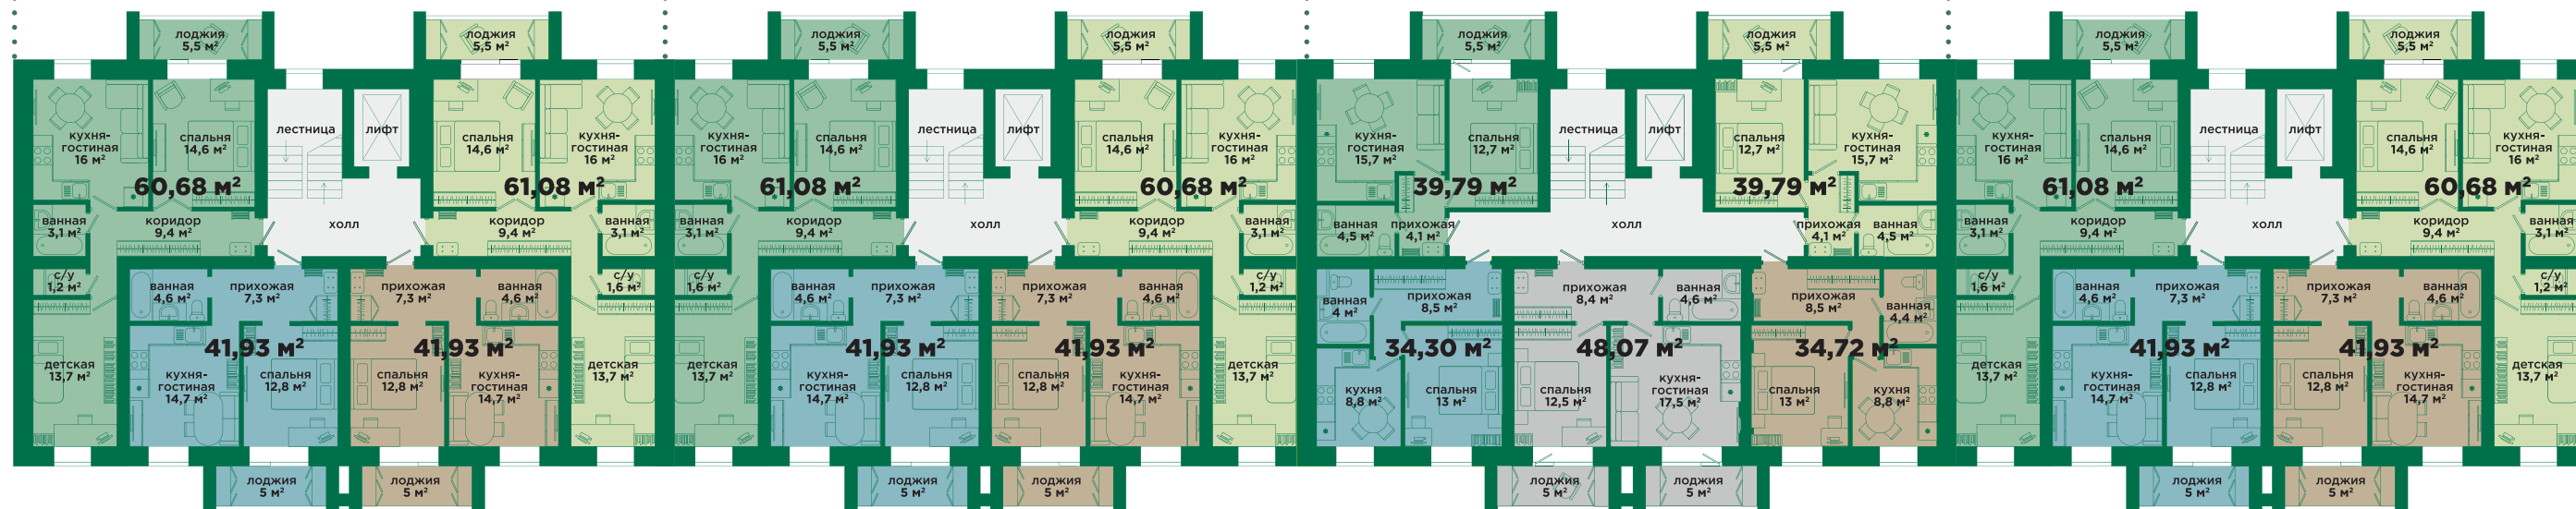 лоджия
5,5 м²
кухня-
гостиная
16 м²
спальня
14,6 м²
60,68 м²
ванная
3,1 м²
коридор
9,4 м²
с/у
1,2 м²
детская
13,7 м²
лестница
лифт
холл
лоджия
5,5 м²
спальня
14,6 м²
кухня-
гостиная
16 м²
61,08 м²
коридор
9,4 м²
ванная
3,1 м²
с/у
1,6 м²
детская
13,7 м²
ванная
4,6 м²
прихожая
7,3 м²
41,93 м²
кухня-
гостиная
14,7 м²
спальня
12,8 м²
лоджия
5 м²
прихожая
7,3 м²
ванная
4,6 м²
41,93 м²
спальня
12,8 м²
кухня-
гостиная
14,7 м²
лоджия
5 м²
лоджия
5,5 м²
кухня-
гостиная
16 м²
спальня
14,6 м²
61,08 м²
ванная
3,1 м²
коридор
9,4 м²
с/у
1,6 м²
детская
13,7 м²
лестница
лифт
холл
лоджия
5,5 м²
спальня
14,6 м²
кухня-
гостиная
16 м²
60,68 м²
коридор
9,4 м²
ванная
3,1 м²
с/у
1,2 м²
детская
13,7 м²
ванная
4,6 м²
прихожая
7,3 м²
41,93 м²
кухня-
гостиная
14,7 м²
спальня
12,8 м²
лоджия
5 м²
прихожая
7,3 м²
ванная
4,6 м²
41,93 м²
спальня
12,8 м²
кухня-
гостиная
14,7 м²
лоджия
5 м²
лоджия
5,5 м²
кухня-
гостиная
15,7 м²
спальня
12,7 м²
39,79 м²
ванная
4,5 м²
прихожая
4,1 м²
лестница
лифт
холл
лоджия
5,5 м²
спальня
12,7 м²
кухня-
гостиная
15,7 м²
39,79 м²
прихожая
4,1 м²
ванная
4,5 м²
ванная
4 м²
прихожая
8,5 м²
34,30 м²
кухня
8,8 м²
спальня
13 м²
прихожая
8,4 м²
ванная
4,6 м²
48,07 м²
спальня
12,5 м²
кухня-
гостиная
17,5 м²
лоджия
5 м²
лоджия
5 м²
прихожая
8,5 м²
ванная
4,4 м²
34,72 м²
спальня
13 м²
кухня
8,8 м²
лоджия
5,5 м²
кухня-
гостиная
16 м²
спальня
14,6 м²
61,08 м²
ванная
3,1 м²
коридор
9,4 м²
с/у
1,6 м²
детская
13,7 м²
лестница
лифт
холл
лоджия
5,5 м²
спальня
14,6 м²
кухня-
гостиная
16 м²
60,68 м²
коридор
9,4 м²
ванная
3,1 м²
с/у
1,2 м²
детская
13,7 м²
ванная
4,6 м²
прихожая
7,3 м²
41,93 м²
кухня-
гостиная
14,7 м²
спальня
12,8 м²
лоджия
5 м²
прихожая
7,3 м²
ванная
4,6 м²
41,93 м²
спальня
12,8 м²
кухня-
гостиная
14,7 м²
лоджия
5 м²